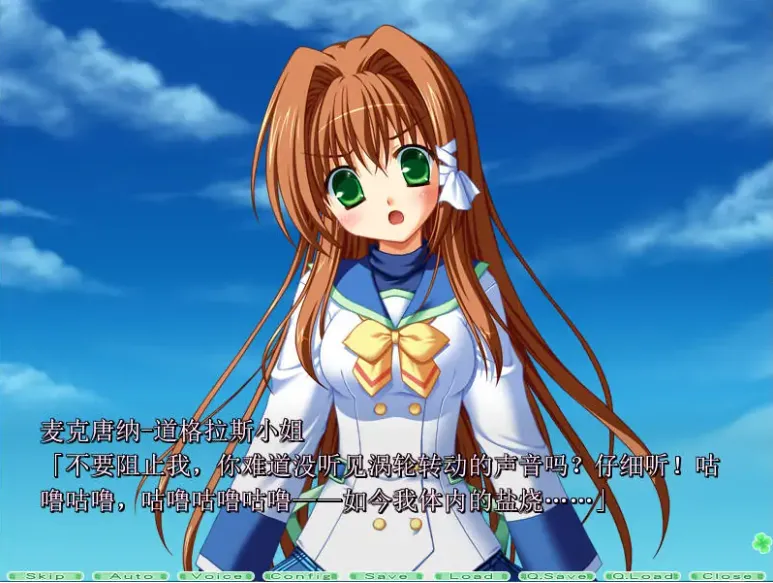 麦克唐纳-道格拉斯小姐
「不要阻止我，你难道没听见涡轮转动的声音吗？仔细听！咕
噜咕噜，咕噜咕噜咕噜——如今我体内的盐烧……」
Skip Auto Voice Config Save Load Q.Save Q.Load Close